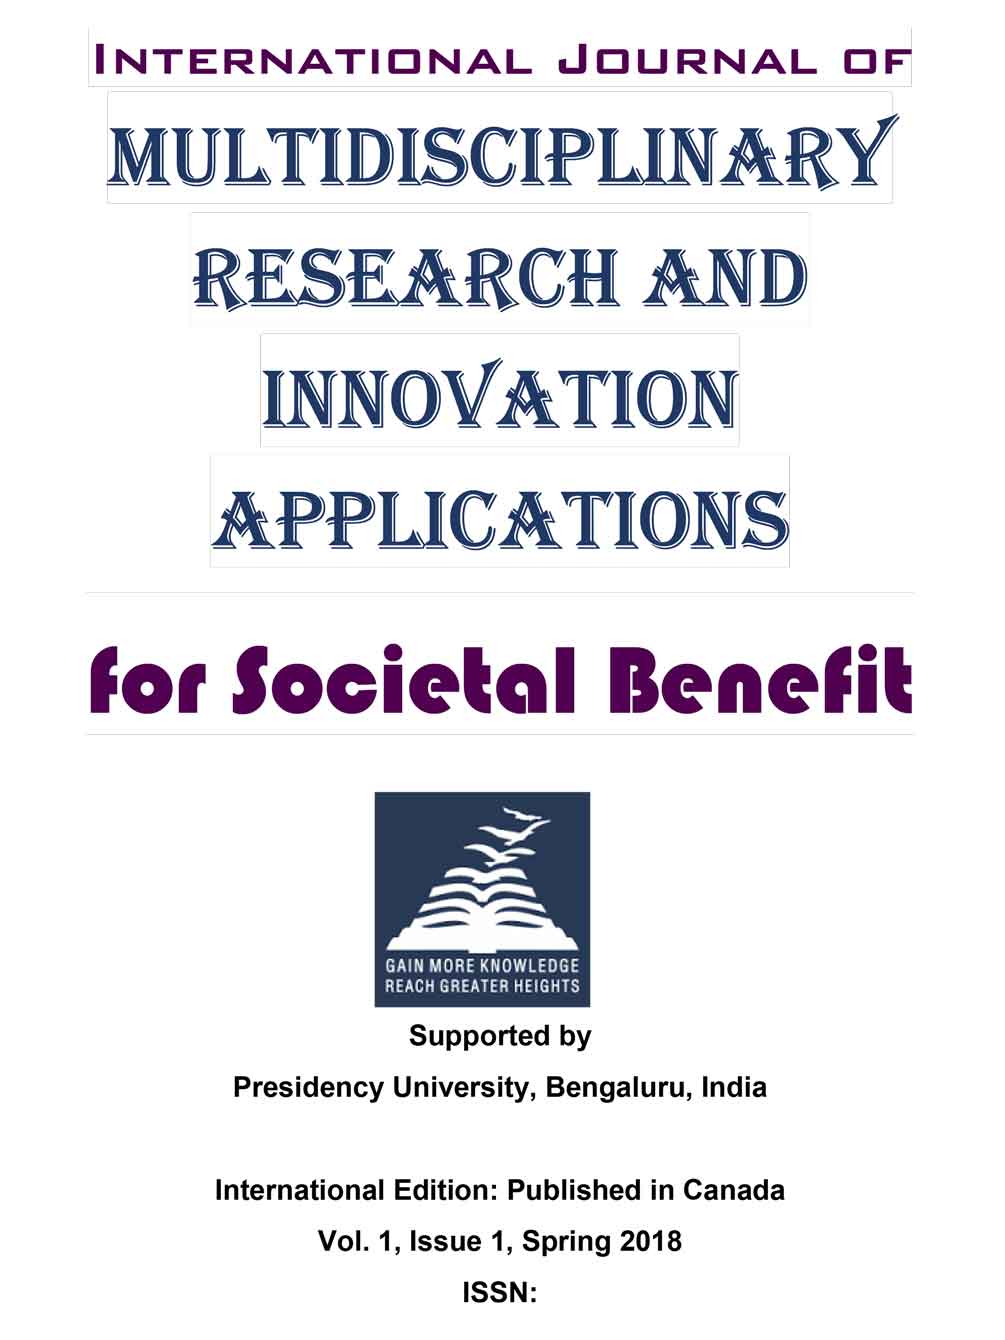 INTERNATIONAL JOURNAL OF
MULTIDISCIPLINARY
RESEARCH AND
INNOVATION
APPLICATIONS
for Societal Benefit
GAIN MORE KNOWLEDGE
REACH GREATER HEIGHTS
Supported by
Presidency University, Bengaluru, India
International Edition: Published in Canada
Vol. 1, Issue 1, Spring 2018
ISSN: